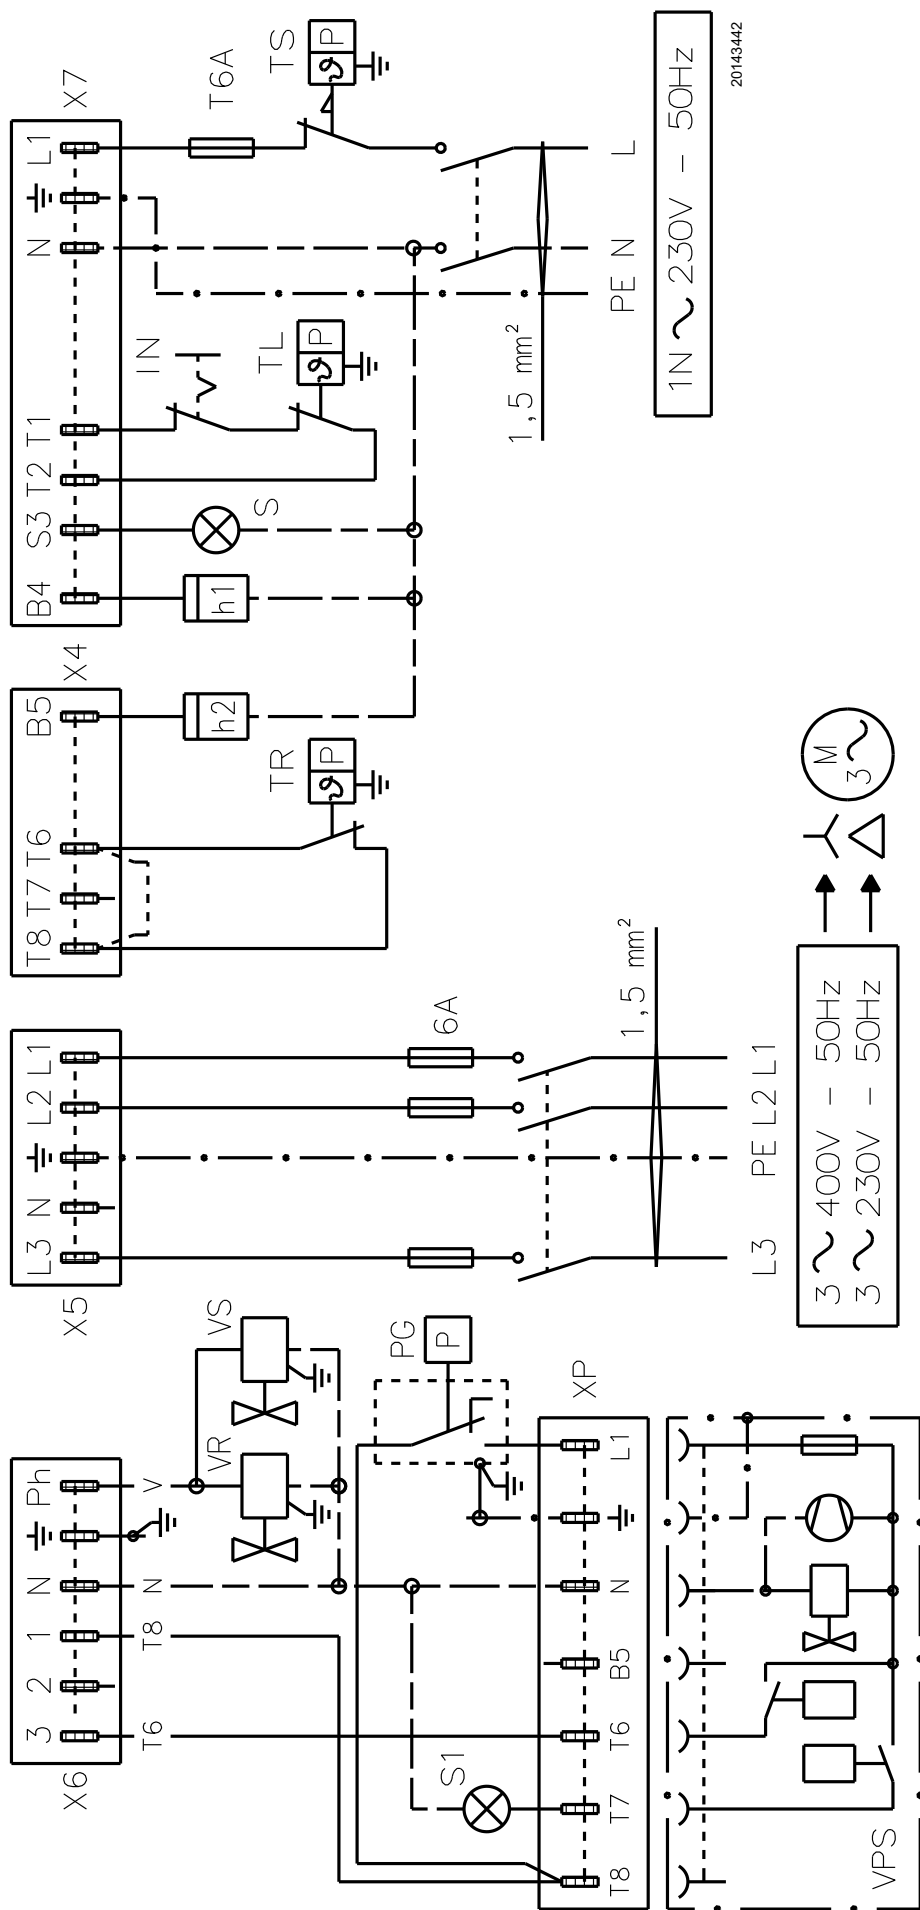 X7
L1
N
T1
T2
S3
B4
T6A
TS
P
IN
TL
P
S
h1
L
N
PE
1,5 mm²
1N ~ 230V - 50Hz
20143442
X4
B5
T6
T7
T8
h2
TR
P
X5
L1
L2
N
L3
6A
1,5 mm²
L1
L2
PE
L3
3 ~ 400V - 50Hz
3 ~ 230V - 50Hz
M
3 ~
X6
Ph
N
1
2
3
V
N
T8
T6
VS
VR
PG
P
S1
XP
L1
N
B5
T6
T7
T8
VPS